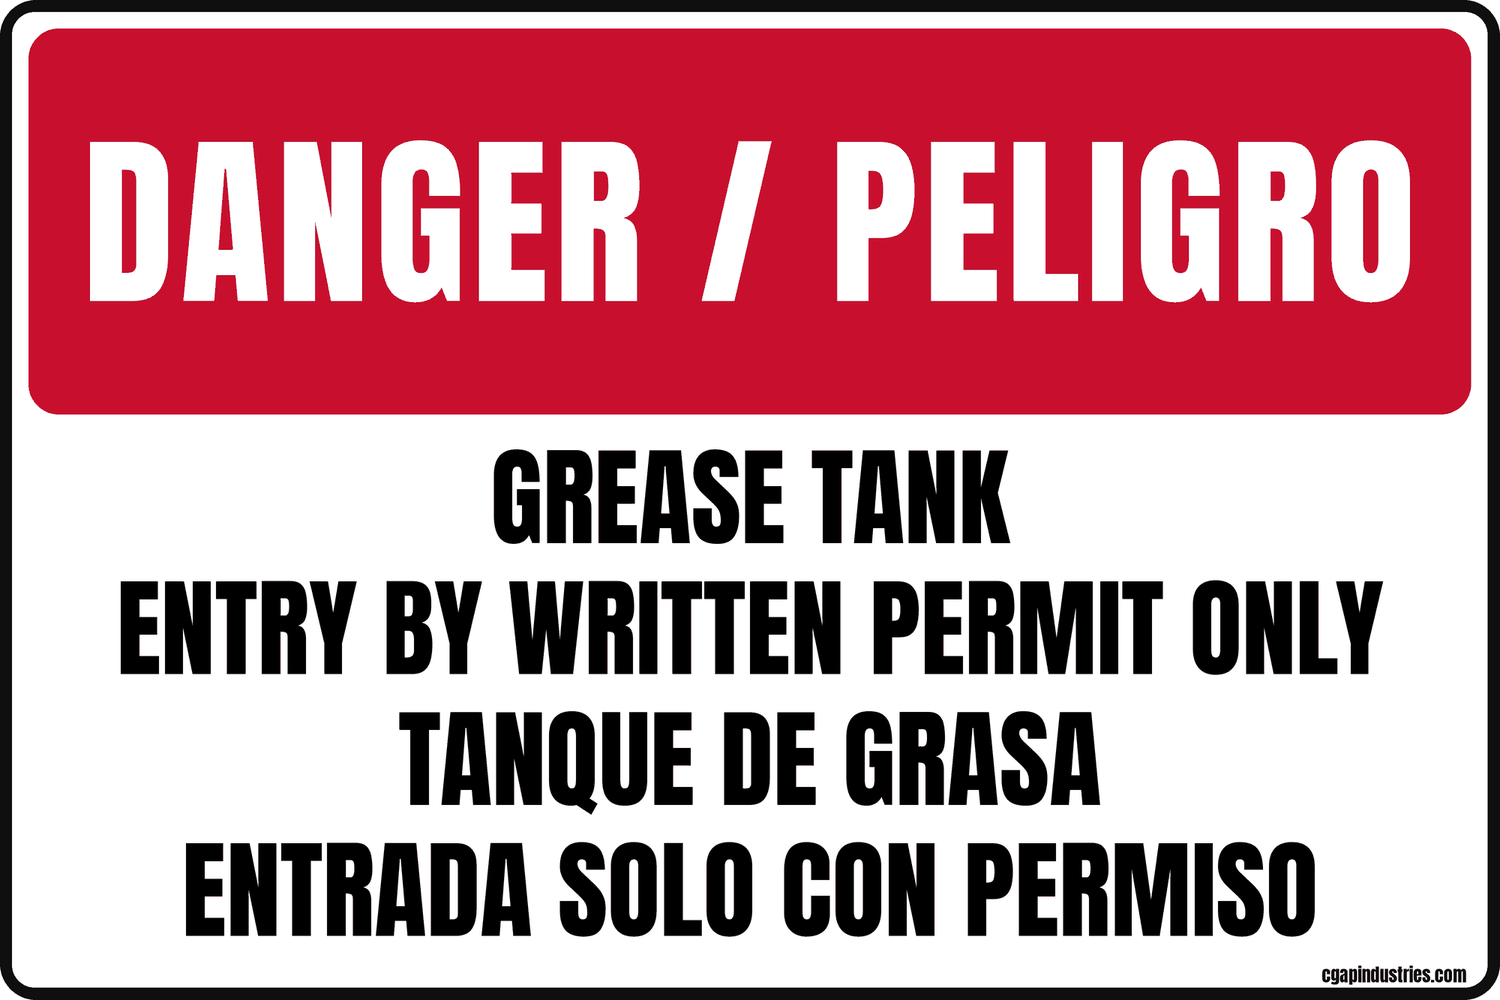 DANGER / PELIGRO
GREASE TANK
ENTRY BY WRITTEN PERMIT ONLY
TANQUE DE GRASA
ENTRADA SOLO CON PERMISO
cgapindustries.com